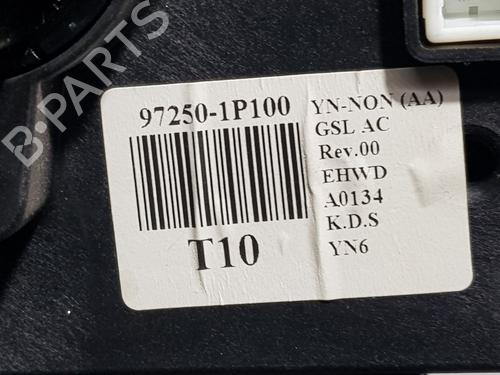 97250-1P100
T10
YN-NON (AA)
GSL AC
Rev.00
EHWD
A0134
K.D.S
YN6
B-PARTS